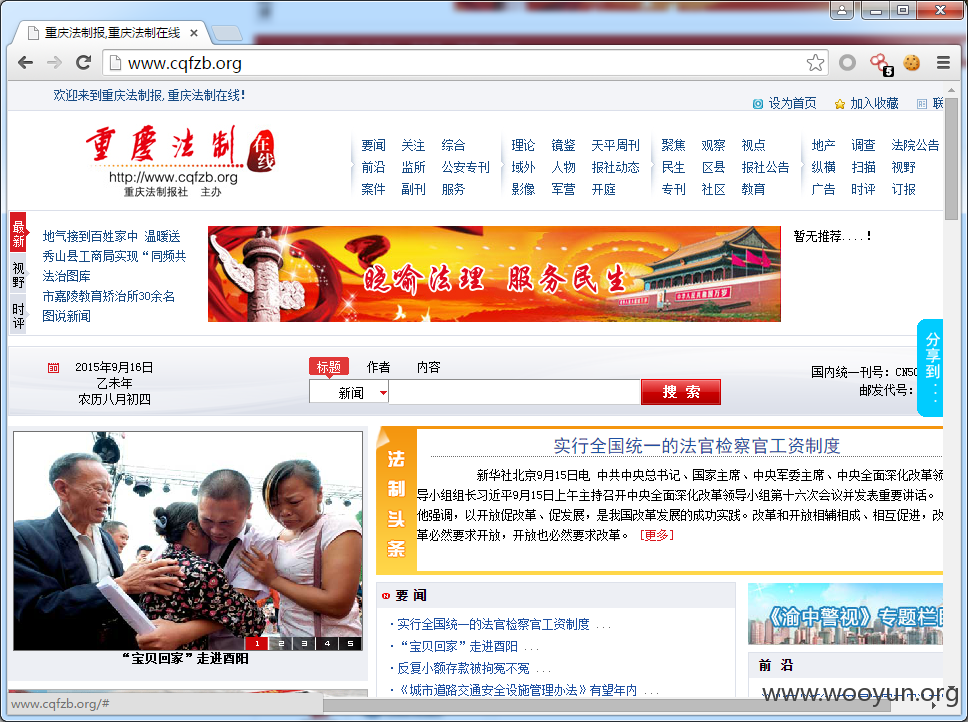 重庆法制报,重庆法制在线
www.cqfzb.org
5
欢迎来到重庆法制报, 重庆法制在线!
设为首页 加入收藏 联
重庆法制 在线
http://www.cqfzb.org
重庆法制报社 主办
要闻 关注 综合 理论 镜鉴 天平周刊 聚焦 观察 视点 地产 调查 法院公告
前沿 监所 公安专刊 域外 人物 报社动态 民生 区县 报社公告 纵横 扫描 视野
案件 副刊 服务 影像 军营 开庭 专刊 社区 教育 广告 时评 订报
最新
视野
时评
地气接到百姓家中 温暖送
秀山县工商局实现“同频共
法治图库
市嘉陵教育矫治所30余名
图说新闻
晓喻法理 服务民生
暂无推荐....!
分享到:...
2015年9月16日
乙未年
农历八月初四
标题 作者 内容
新闻
搜 索
国内统一刊号: CN50
邮发代号:
1 2 3 4 5
“宝贝回家”走进酉阳
法制头条
实行全国统一的法官检察官工资制度
新华社北京9月15日电 中共中央总书记、国家主席、中央军委主席、中央全面深化改革领
导小组组长习近平9月15日上午主持召开中央全面深化改革领导小组第十六次会议并发表重要讲话。
他强调，以开放促改革、促发展，是我国改革发展的成功实践。改革和开放相辅相成、相互促进，改
革必然要求开放，开放也必然要求改革。 [更多]
要 闻
·实行全国统一的法官检察官工资制度 ...
·“宝贝回家”走进酉阳 ...
·反复小额存款被拘冤不冤 ...
·《城市道路交通安全设施管理办法》有望年内 ...
《渝中警视》专题栏目
前 沿
www.cqfzb.org/#
www.wooyun.org